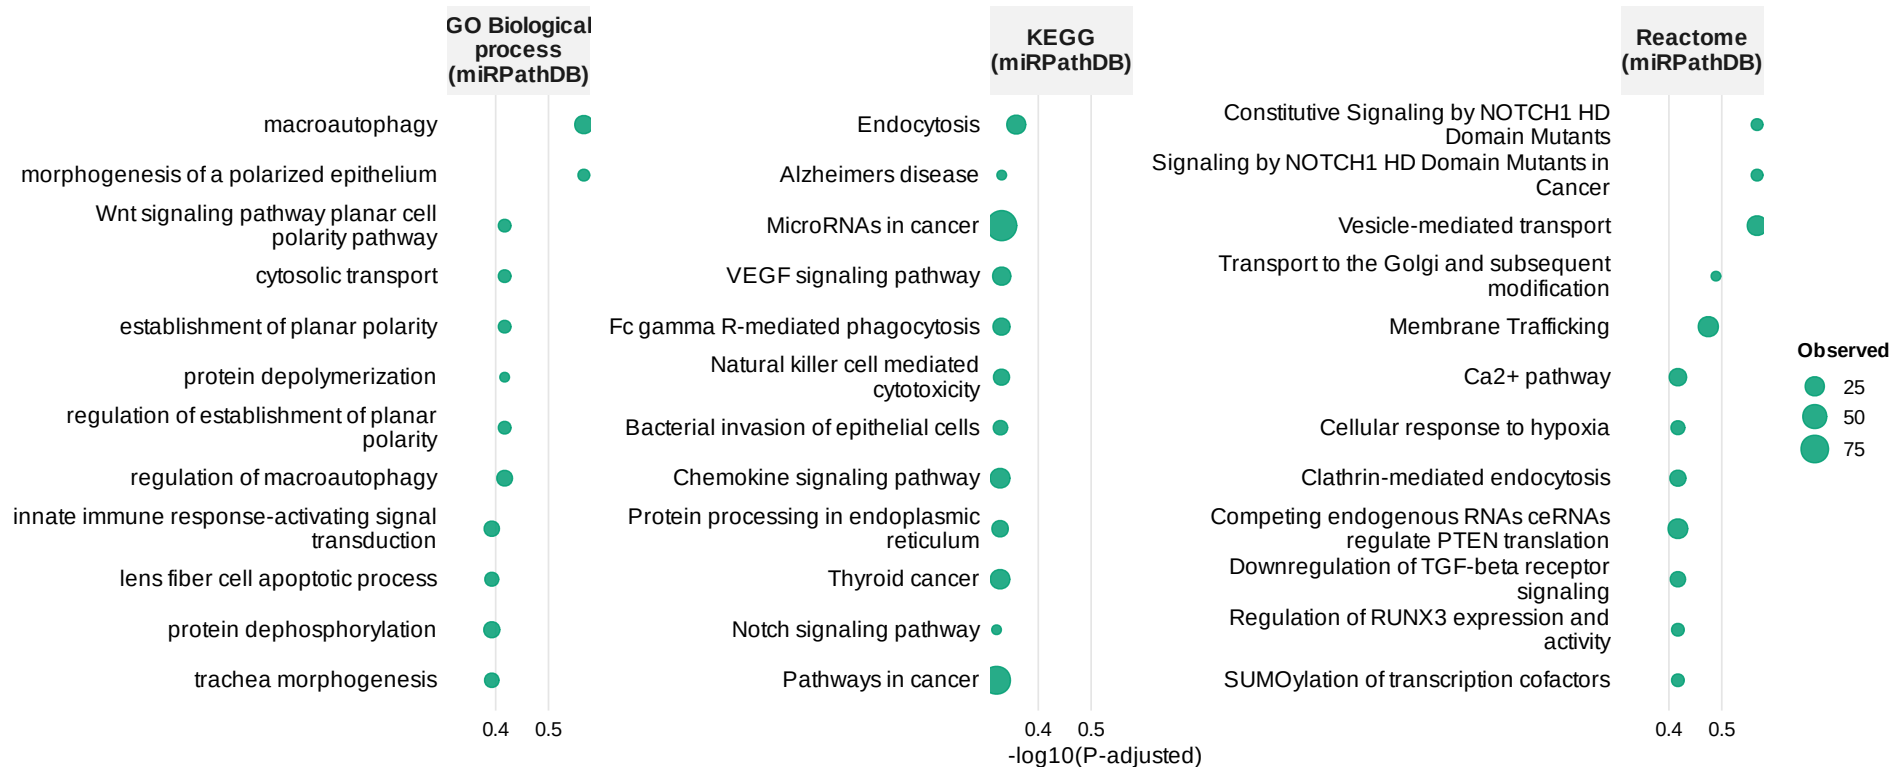 GO Biological
process
(miRPathDB)
macroautophagy
morphogenesis of a polarized epithelium
Wnt signaling pathway planar cell
polarity pathway
cytosolic transport
establishment of planar polarity
protein depolymerization
regulation of establishment of planar
polarity
regulation of macroautophagy
innate immune response-activating signal
transduction
lens fiber cell apoptotic process
protein dephosphorylation
trachea morphogenesis
0.4 0.5
KEGG
(miRPathDB)
Endocytosis
Alzheimers disease
MicroRNAs in cancer
VEGF signaling pathway
Fc gamma R-mediated phagocytosis
Natural killer cell mediated
cytotoxicity
Bacterial invasion of epithelial cells
Chemokine signaling pathway
Protein processing in endoplasmic
reticulum
Thyroid cancer
Notch signaling pathway
Pathways in cancer
0.4 0.5
Reactome
(miRPathDB)
Constitutive Signaling by NOTCH1 HD
Domain Mutants
Signaling by NOTCH1 HD Domain Mutants in
Cancer
Vesicle-mediated transport
Transport to the Golgi and subsequent
modification
Membrane Trafficking
Ca2+ pathway
Cellular response to hypoxia
Clathrin-mediated endocytosis
Competing endogenous RNAs ceRNAs
regulate PTEN translation
Downregulation of TGF-beta receptor
signaling
Regulation of RUNX3 expression and
activity
SUMOylation of transcription cofactors
0.4 0.5
-log10(P-adjusted)
Observed
25
50
75